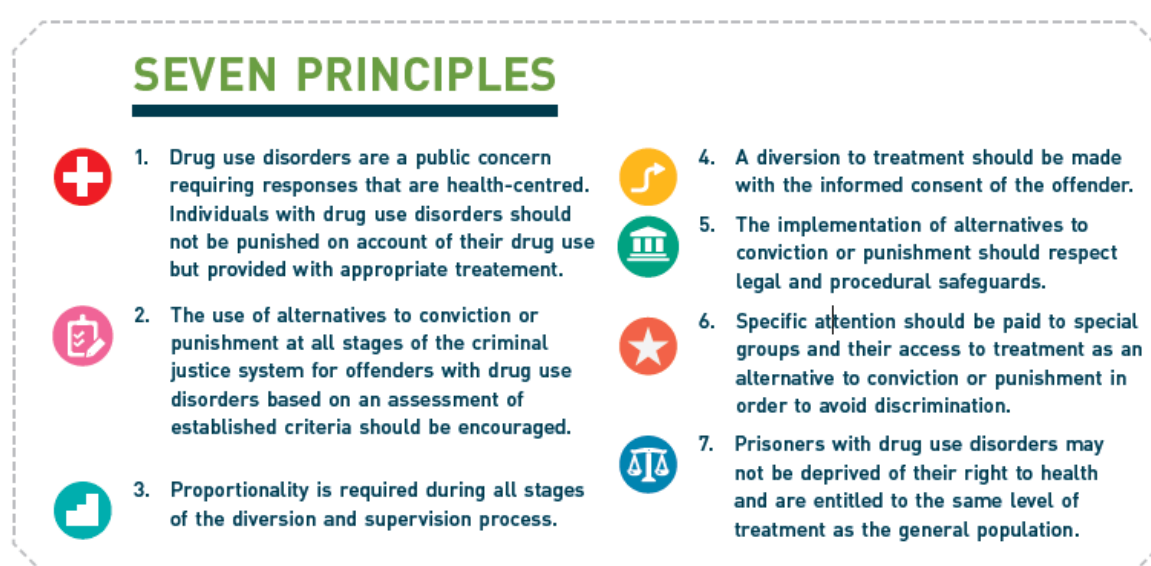 SEVEN PRINCIPLES
1. Drug use disorders are a public concern
requiring responses that are health-centred.
Individuals with drug use disorders should
not be punished on account of their drug use
but provided with appropriate treatement.
2. The use of alternatives to conviction or
punishment at all stages of the criminal
justice system for offenders with drug use
disorders based on an assessment of
established criteria should be encouraged.
3. Proportionality is required during all stages
of the diversion and supervision process.
4. A diversion to treatment should be made
with the informed consent of the offender.
5. The implementation of alternatives to
conviction or punishment should respect
legal and procedural safeguards.
6. Specific attention should be paid to special
groups and their access to treatment as an
alternative to conviction or punishment in
order to avoid discrimination.
7. Prisoners with drug use disorders may
not be deprived of their right to health
and are entitled to the same level of
treatment as the general population.